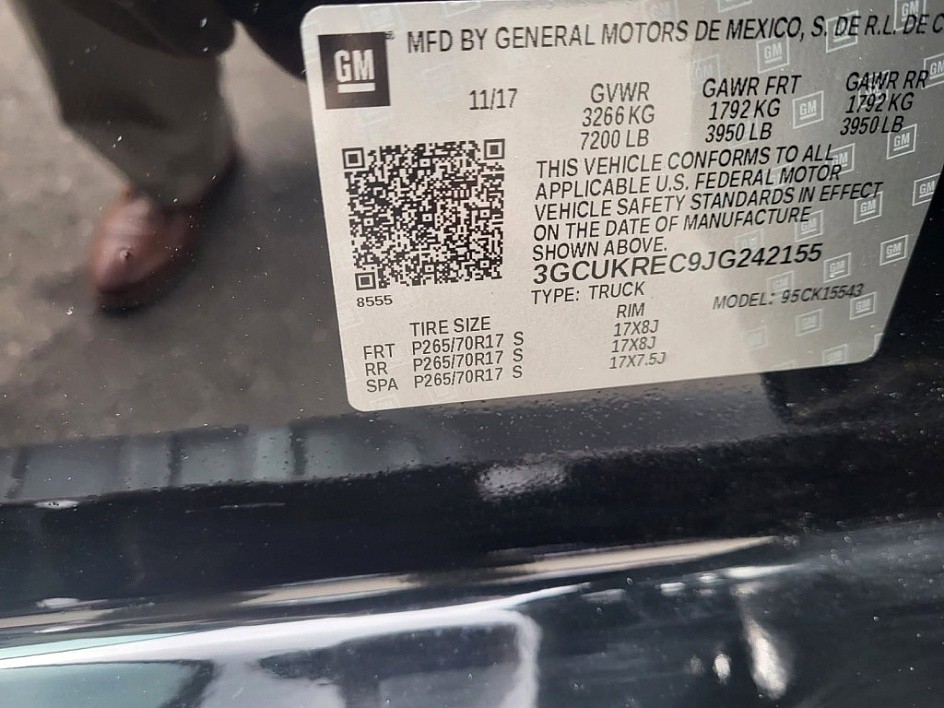 GM
MFD BY GENERAL MOTORS DE MEXICO, S. DE R.L. DE C
11/17
GVWR GAWR FRT GAWR RR
3266 KG 1792 KG 1792 KG
7200 LB 3950 LB 3950 LB
THIS VEHICLE CONFORMS TO ALL
APPLICABLE U.S. FEDERAL MOTOR
VEHICLE SAFETY STANDARDS IN EFFECT
ON THE DATE OF MANUFACTURE
SHOWN ABOVE.
3GCUKREC9JG242155
8555
TYPE: TRUCK MODEL: 95CK15543
TIRE SIZE RIM
FRT P265/70R17 S 17X8J
RR P265/70R17 S 17X8J
SPA P265/70R17 S 17X7.5J